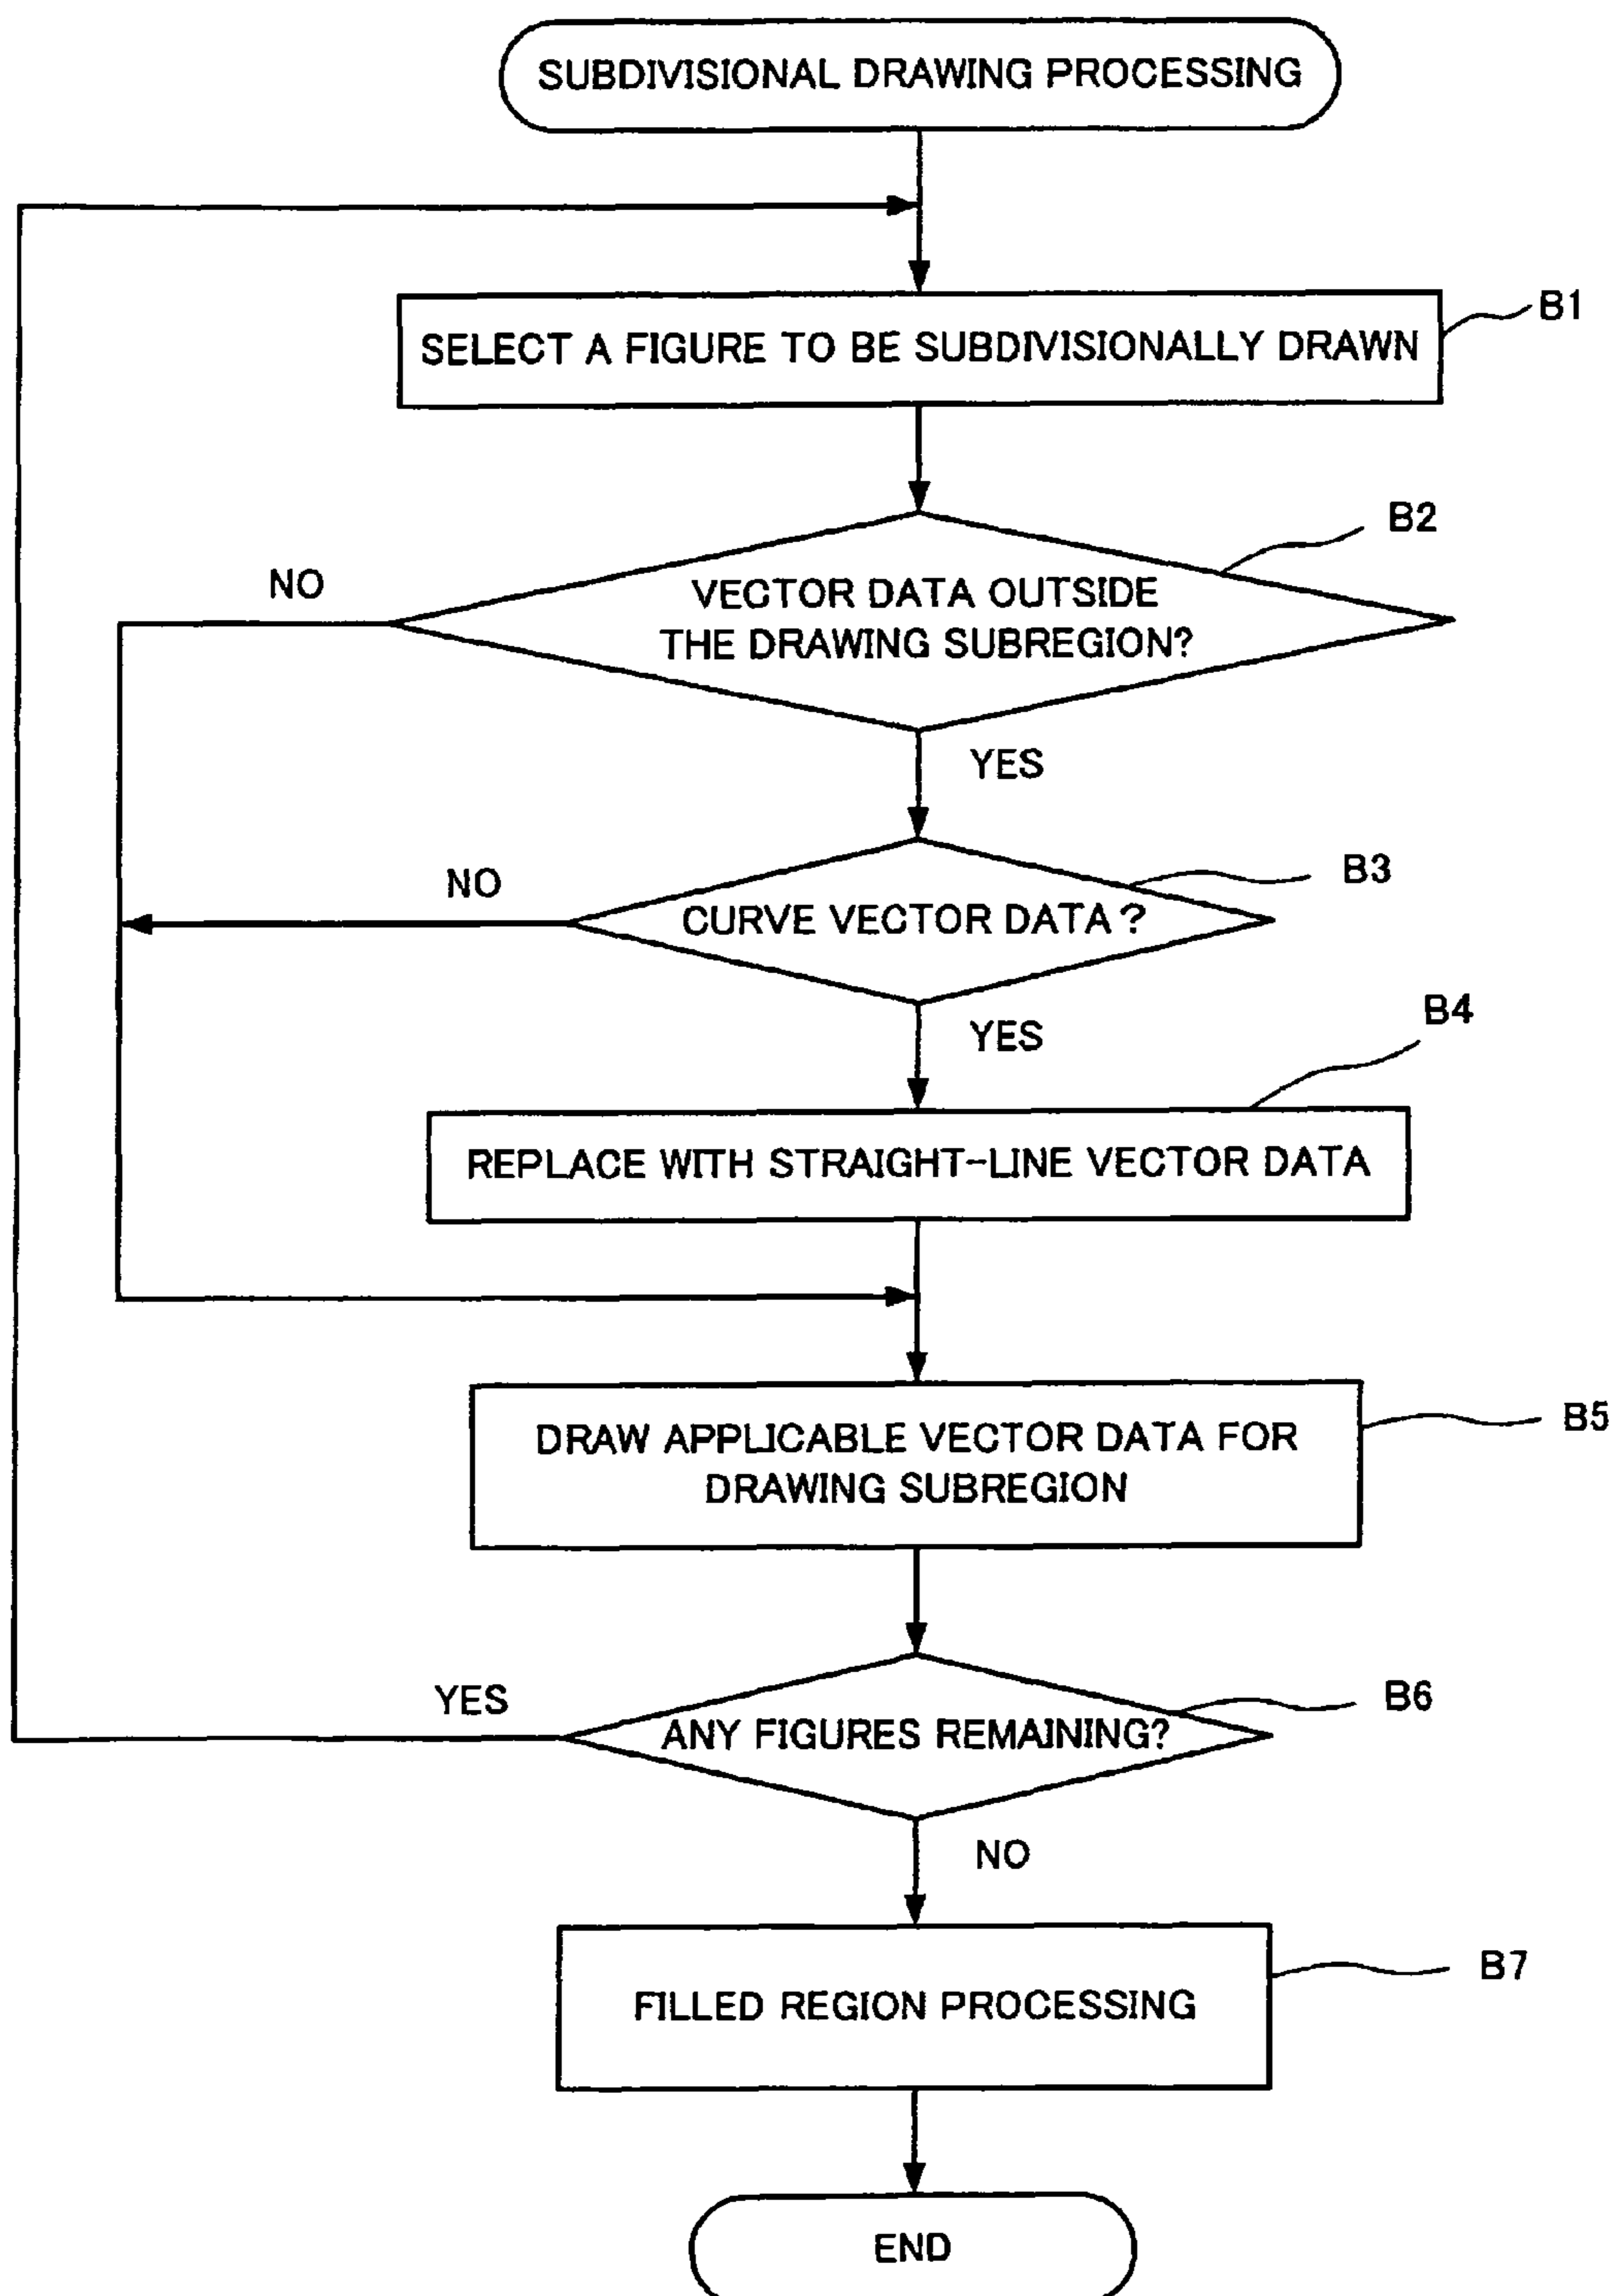 SUBDIVISIONAL DRAWING PROCESSING
B1
SELECT A FIGURE TO BE SUBDIVISIONALLY DRAWN
B2
NO
VECTOR DATA OUTSIDE
THE DRAWING SUBREGION?
YES
B3
NO
CURVE VECTOR DATA?
YES
B4
REPLACE WITH STRAIGHT-LINE VECTOR DATA
B5
DRAW APPLICABLE VECTOR DATA FOR
DRAWING SUBREGION
B6
YES
ANY FIGURES REMAINING?
NO
B7
FILLED REGION PROCESSING
END